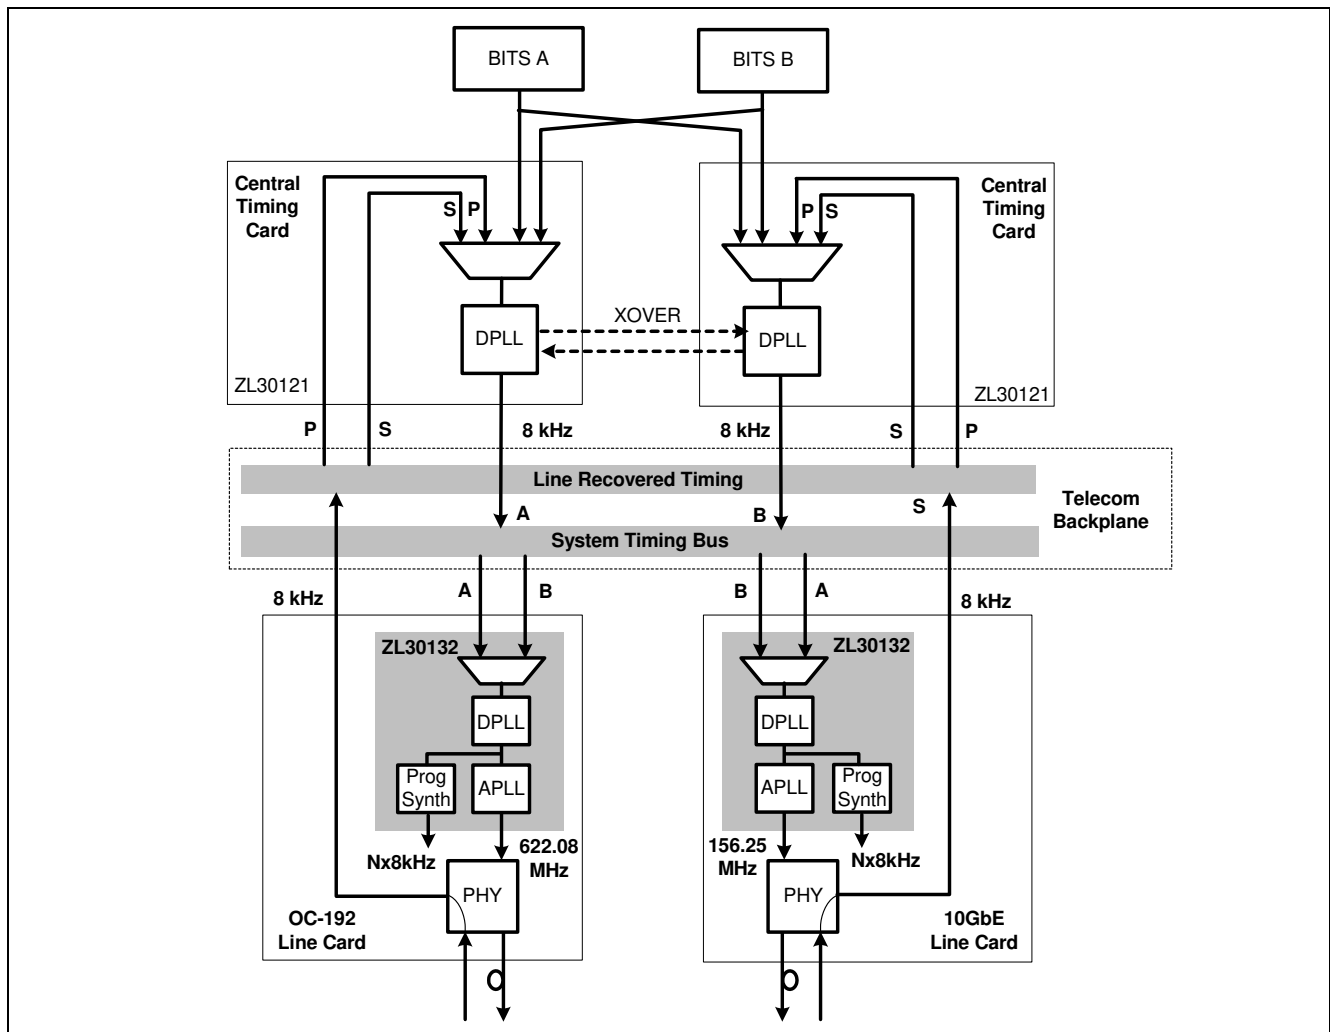 BITS A
BITS B
Central
Timing
Card
S P
P S
Central
Timing
Card
XOVER
DPLL
DPLL
ZL30121
ZL30121
P
S
8 kHz
8 kHz
S
P
Line Recovered Timing
Telecom
Backplane
A
B
S
System Timing Bus
8 kHz
A
B
B
A
8 kHz
ZL30132
ZL30132
DPLL
DPLL
Prog
Synth
APLL
APLL
Prog
Synth
Nx8kHz
622.08
MHz
156.25
MHz
Nx8kHz
PHY
PHY
OC-192
Line Card
10GbE
Line Card